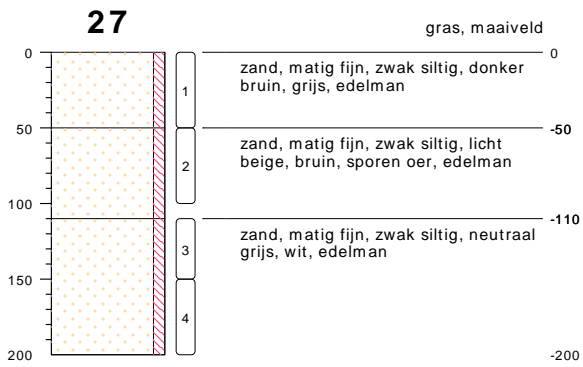 27
gras, maaiveld
0
0
zand, matig fijn, zwak siltig, donker
bruin, grijs, edelman
1
50
-50
zand, matig fijn, zwak siltig, licht
beige, bruin, sporen oer, edelman
2
100
-110
zand, matig fijn, zwak siltig, neutraal
grijs, wit, edelman
3
150
4
200
-200